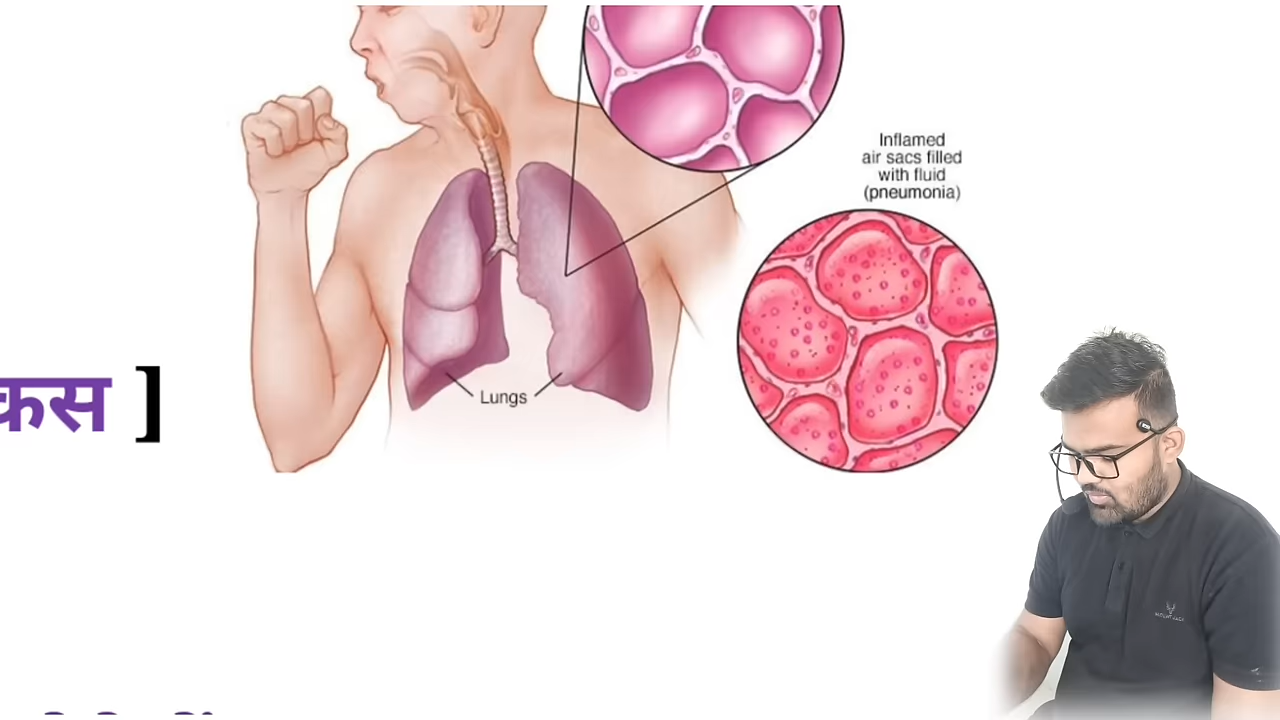 Inflamed
air sacs filled
with fluid
(pneumonia)
कस ]
Lungs